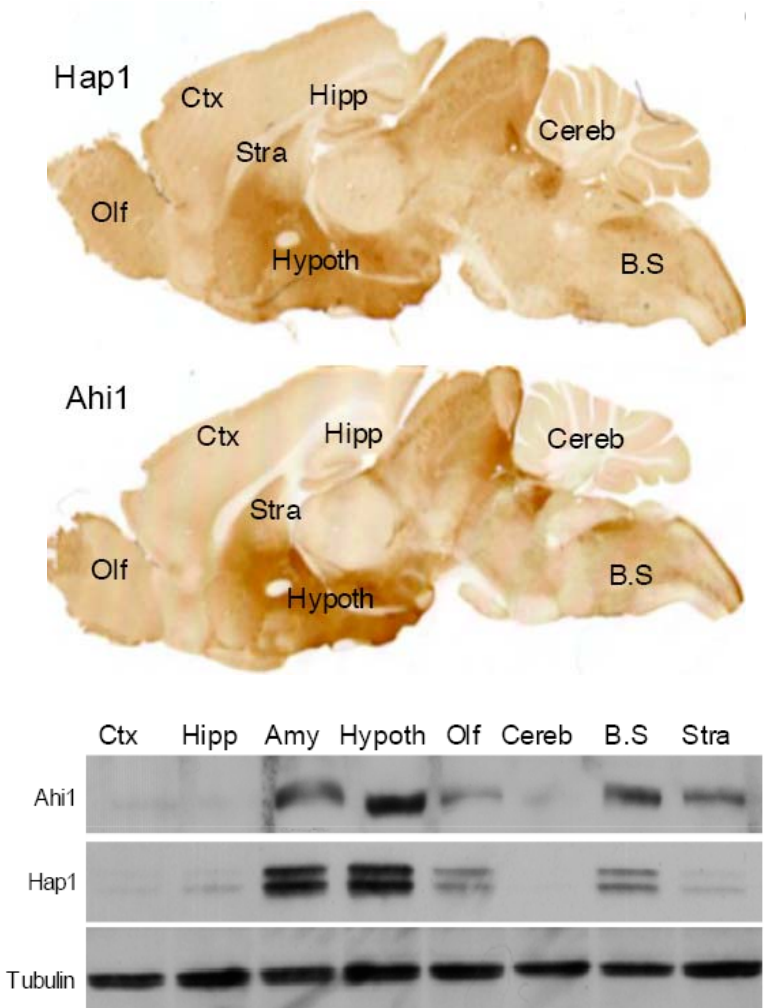 Hap1
Ctx
Hipp
Stra
Cereb
Olf
Hypoth
B.S
Ahi1
Ctx
Hipp
Cereb
Stra
Olf
Hypoth
B.S
Ctx Hipp Amy Hypoth Olf Cereb B.S Stra
Ahi1
Hap1
Tubulin